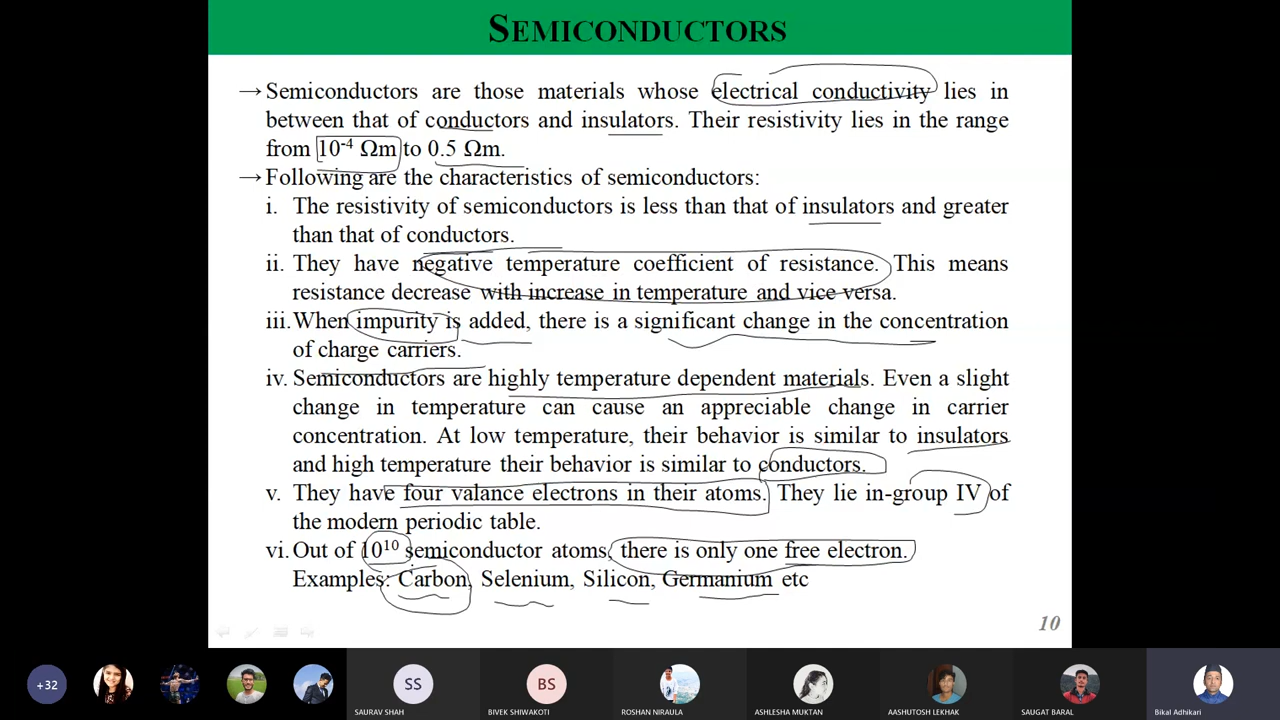 SEMICONDUCTORS
→Semiconductors are those materials whose electrical conductivity lies in
between that of conductors and insulators. Their resistivity lies in the range
from 10⁻⁴ Ωm to 0.5 Ωm.
→Following are the characteristics of semiconductors:
i. The resistivity of semiconductors is less than that of insulators and greater
than that of conductors.
ii. They have negative temperature coefficient of resistance. This means
resistance decrease with increase in temperature and vice versa.
iii.When impurity is added, there is a significant change in the concentration
of charge carriers.
iv. Semiconductors are highly temperature dependent materials. Even a slight
change in temperature can cause an appreciable change in carrier
concentration. At low temperature, their behavior is similar to insulators
and high temperature their behavior is similar to conductors.
v. They have four valance electrons in their atoms. They lie in-group IV of
the modern periodic table.
vi. Out of 10¹⁰ semiconductor atoms, there is only one free electron.
Examples: Carbon, Selenium, Silicon, Germanium etc
10
+32
SS
BS
SAURAV SHAH
BIVEK SHIWAKOTI
ROSHAN NIRAULA
ASHLESHA MUKTAN
AASHUTOSH LEKHAK
SAUGAT BARAL
Bikal Adhikari